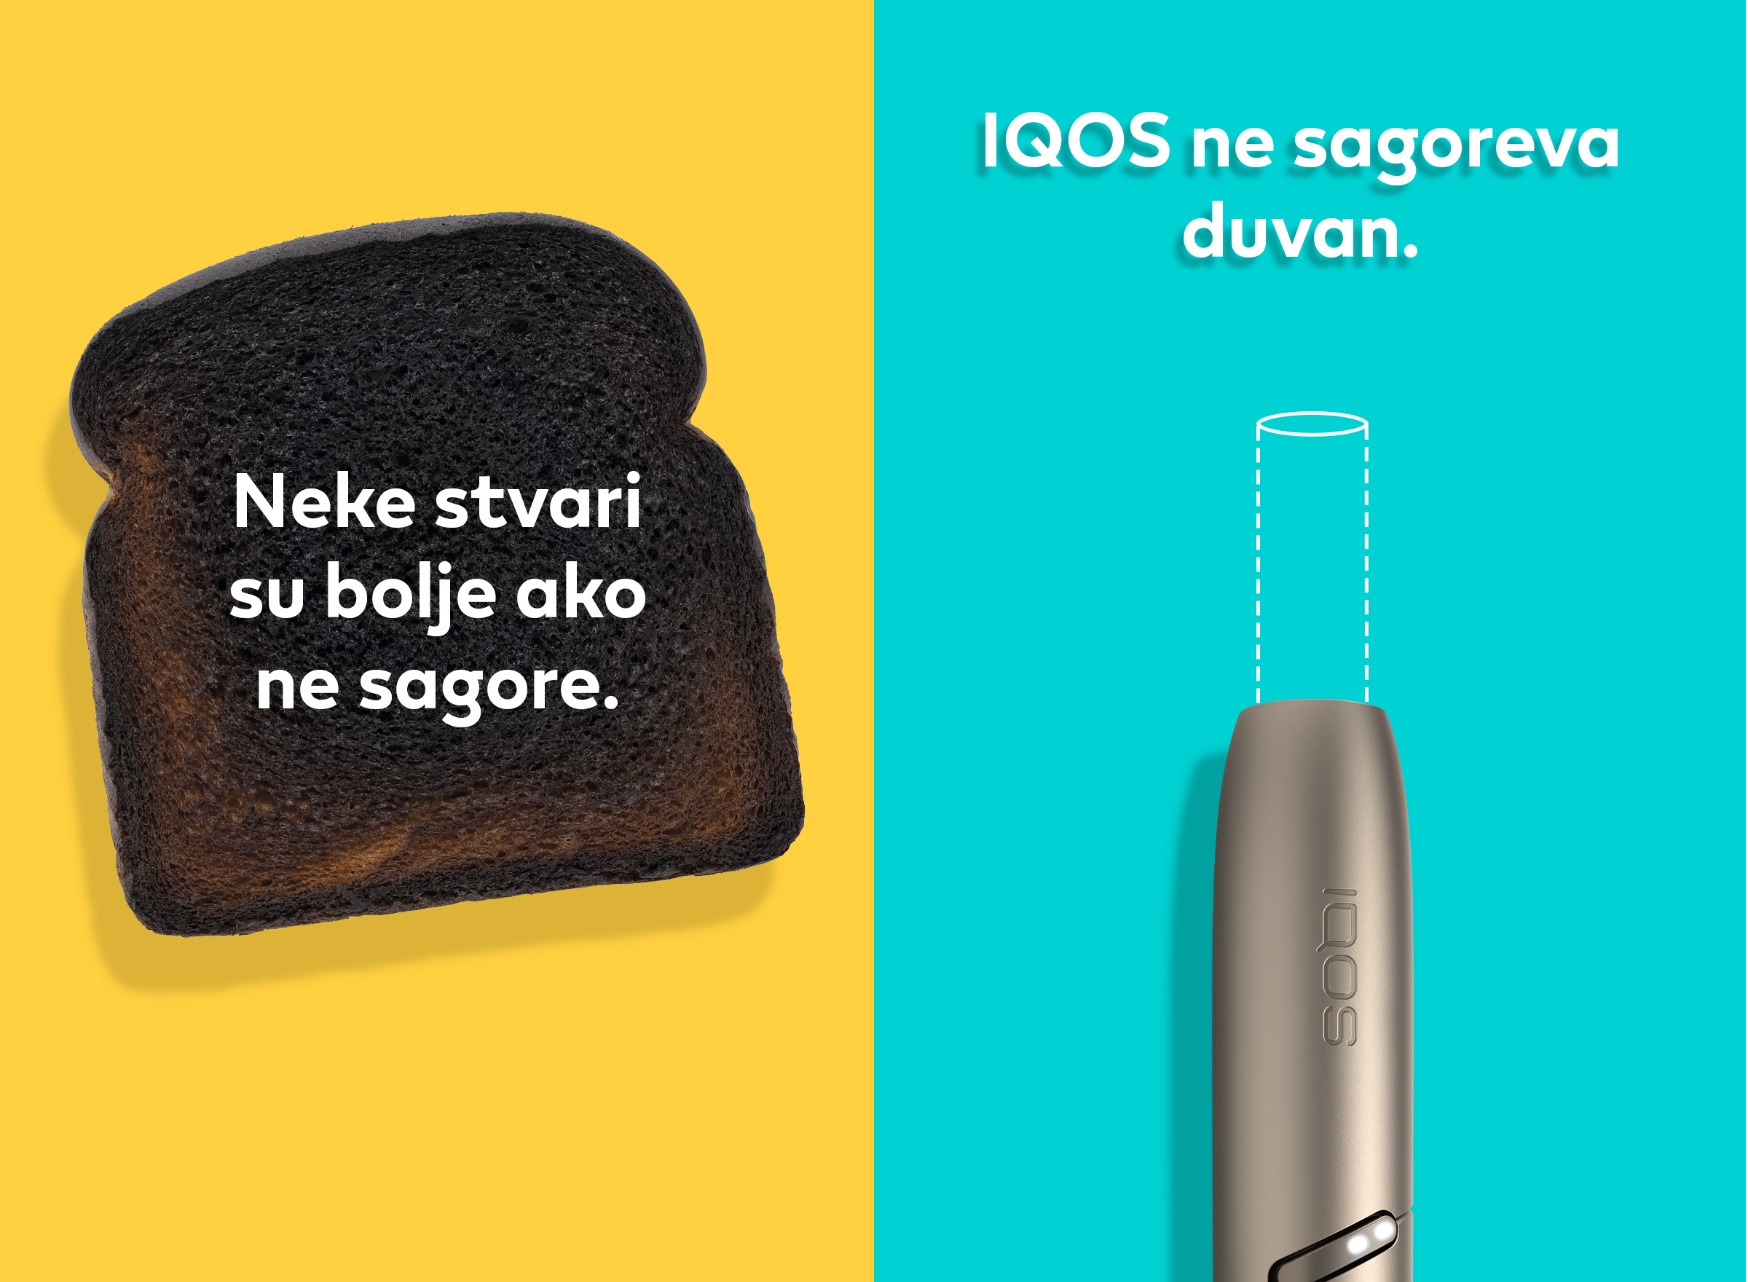 Neke stvari
su bolje ako
ne sagore.
IQOS ne sagoreva
duvan.
IQOS